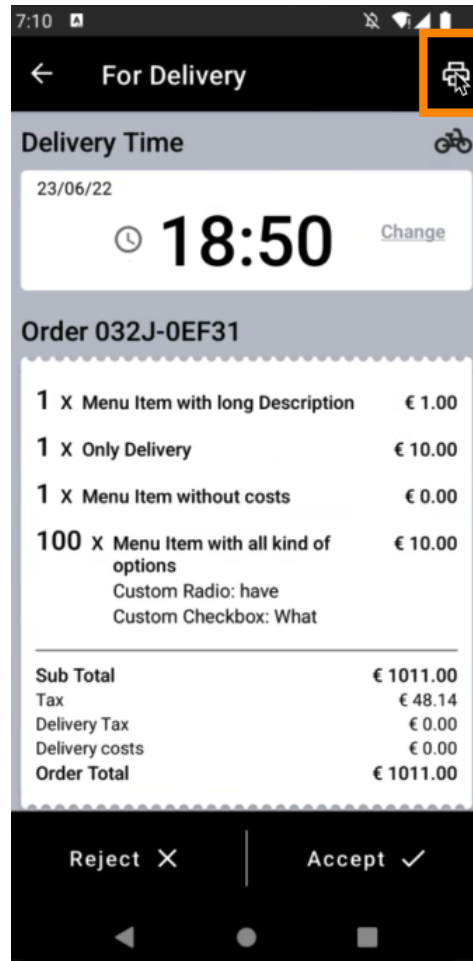 7:10
For Delivery
Delivery Time
23/06/22
18:50 Change
Order 032J-0EF31
1 X Menu Item with long Description € 1.00
1 X Only Delivery € 10.00
1 X Menu Item without costs € 0.00
100 X Menu Item with all kind of € 10.00
options
Custom Radio: have
Custom Checkbox: What
Sub Total € 1011.00
Tax € 48.14
Delivery Tax € 0.00
Delivery costs € 0.00
Order Total € 1011.00
Reject Accept